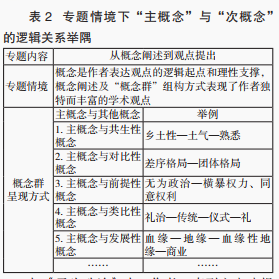 表 2 专题情境下“主概念”与“次概念”
的逻辑关系举隅
专题内容 从概念阐述到观点提出
专题情境 概念是作者表达观点的逻辑起点和理性支撑，
概念阐述及“概念群”组构方式表现了作者独
特而丰富的学术观点
概念群
呈现方式
主概念与其他概念 举例
1. 主概念与共生性
概念 乡土性—土气—熟悉
2. 主概念与对比性
概念 差序格局—团体格局
3. 主概念与前提性
概念 无为政治—横暴权力、同
意权利
4. 主概念与类比性
概念 礼治—传统—仪式—礼
5. 主概念与发展性
概念 血缘—地缘—血缘性地
缘—商业
…… ……